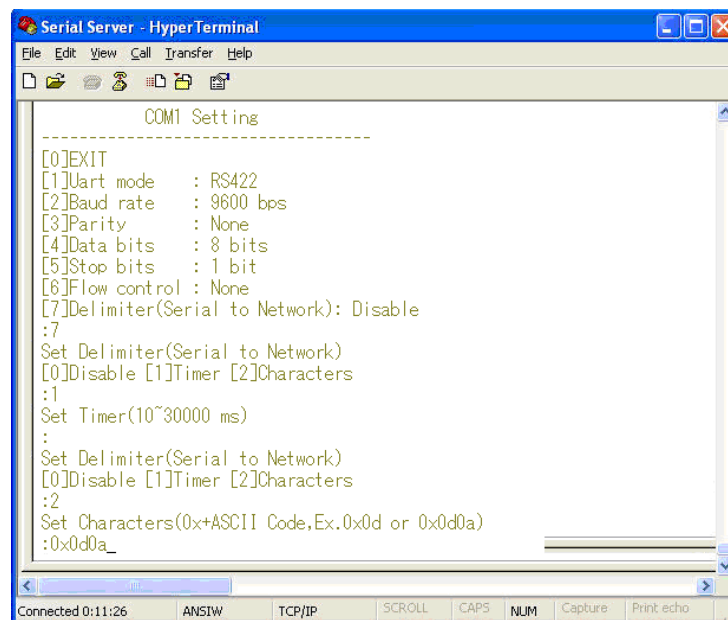 Serial Server - HyperTerminal
File Edit View Call Transfer Help
COM1 Setting
-----------------------------------
[0]EXIT
[1]Uart mode : RS422
[2]Baud rate : 9600 bps
[3]Parity : None
[4]Data bits : 8 bits
[5]Stop bits : 1 bit
[6]Flow control : None
[7]Delimiter(Serial to Network): Disable
:7
Set Delimiter(Serial to Network)
[0]Disable [1]Timer [2]Characters
:1
Set Timer(10~30000 ms)
:
Set Delimiter(Serial to Network)
[0]Disable [1]Timer [2]Characters
:2
Set Characters(0x+ASCII Code,Ex.0x0d or 0x0d0a)
:0x0d0a_
Connected 0:11:26 ANSIW TCP/IP SCROLL CAPS NUM Capture Print echo